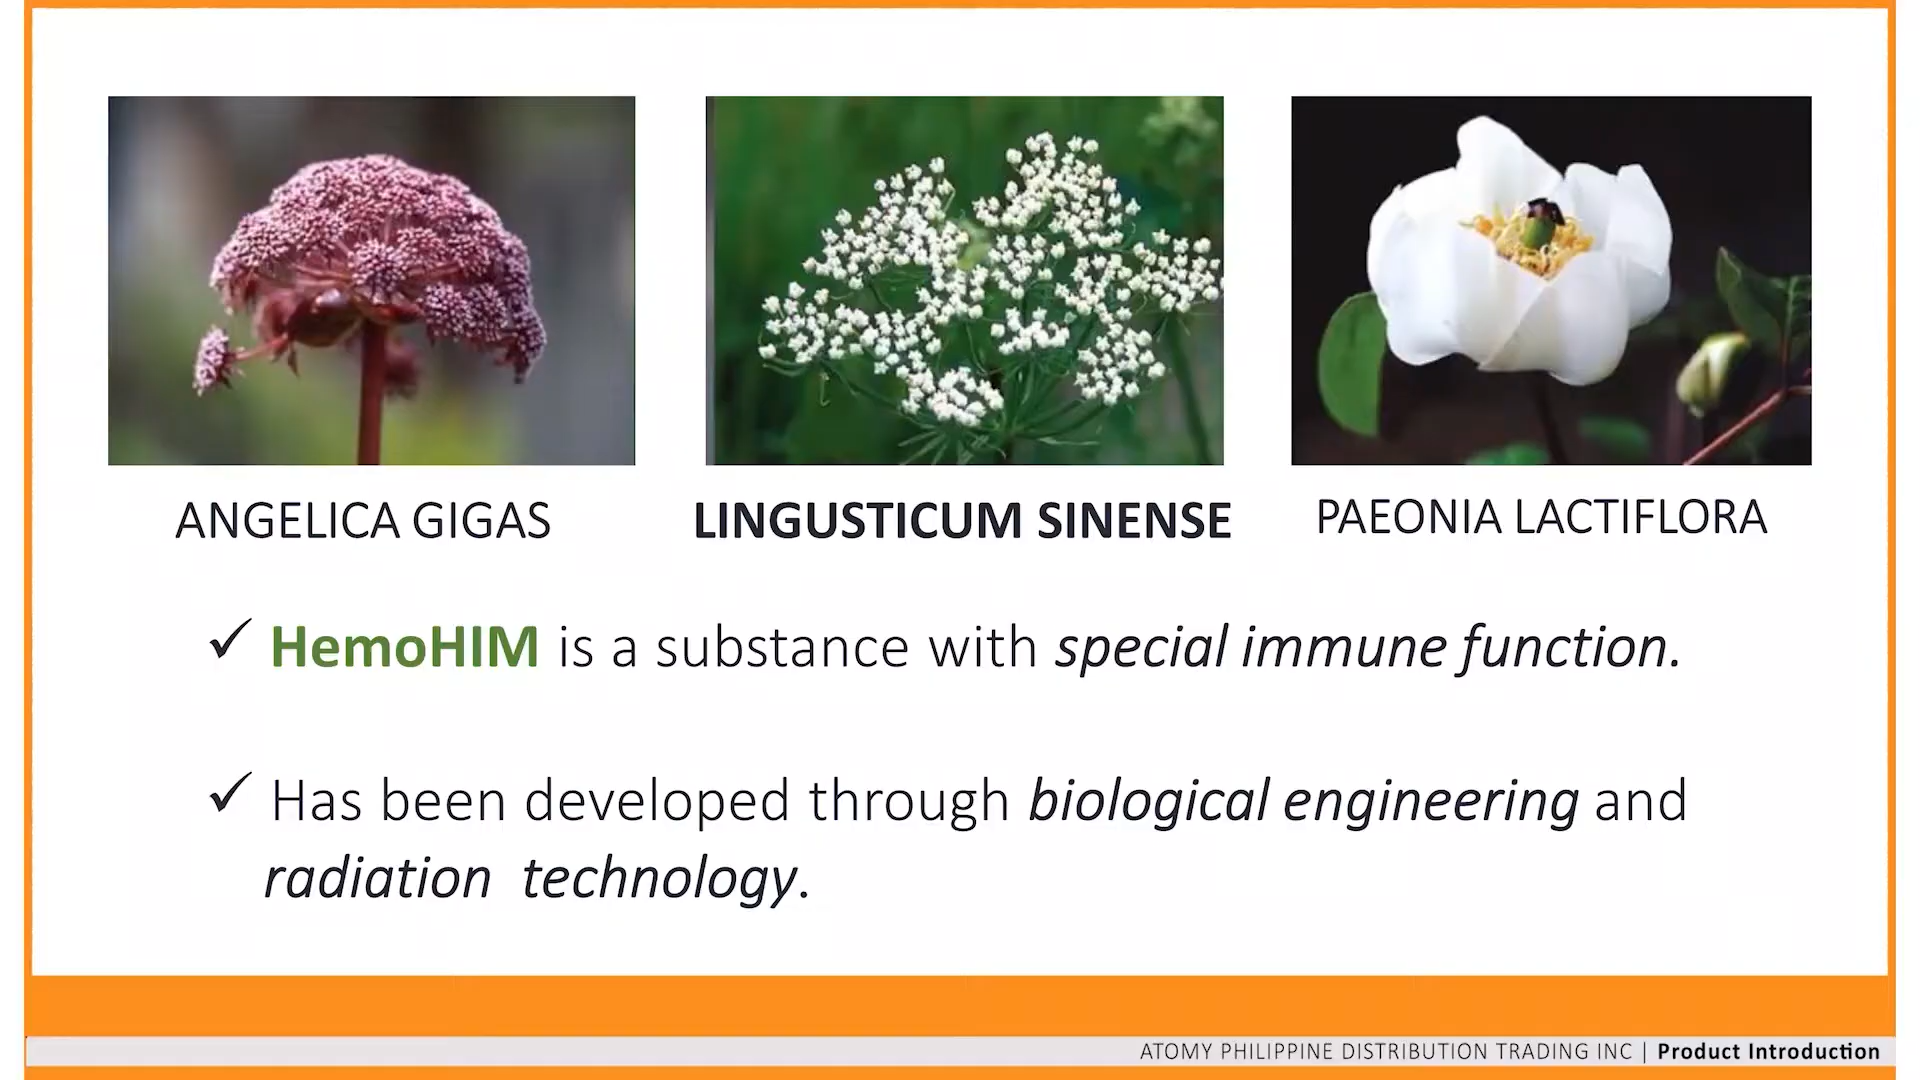 ANGELICA GIGAS
LINGUSTICUM SINENSE
PAEONIA LACTIFLORA
✓ HemoHIM is a substance with special immune function.
✓ Has been developed through biological engineering and
radiation technology.
ATOMY PHILIPPINE DISTRIBUTION TRADING INC | Product Introduction